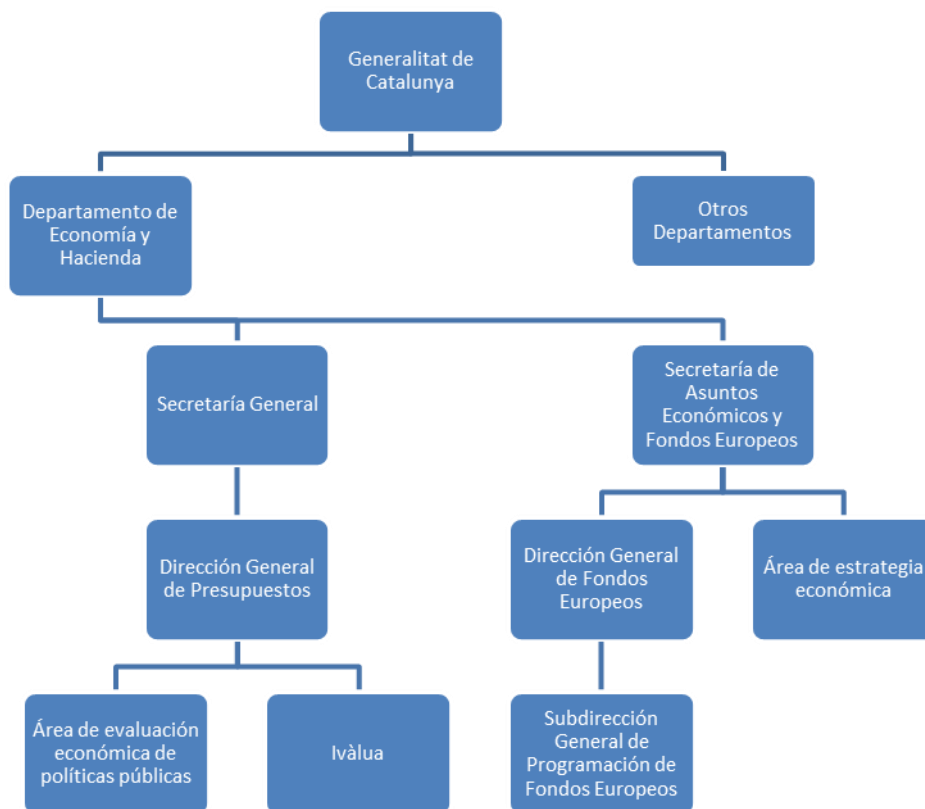 Generalitat de
Catalunya
Departamento de
Economía y
Hacienda
Otros
Departamentos
Secretaría General
Secretaría de
Asuntos
Económicos y
Fondos Europeos
Dirección General
de Presupuestos
Dirección General
de Fondos
Europeos
Área de estrategia
económica
Área de evaluación
económica de
políticas públicas
Ivàlua
Subdirección
General de
Programación de
Fondos Europeos